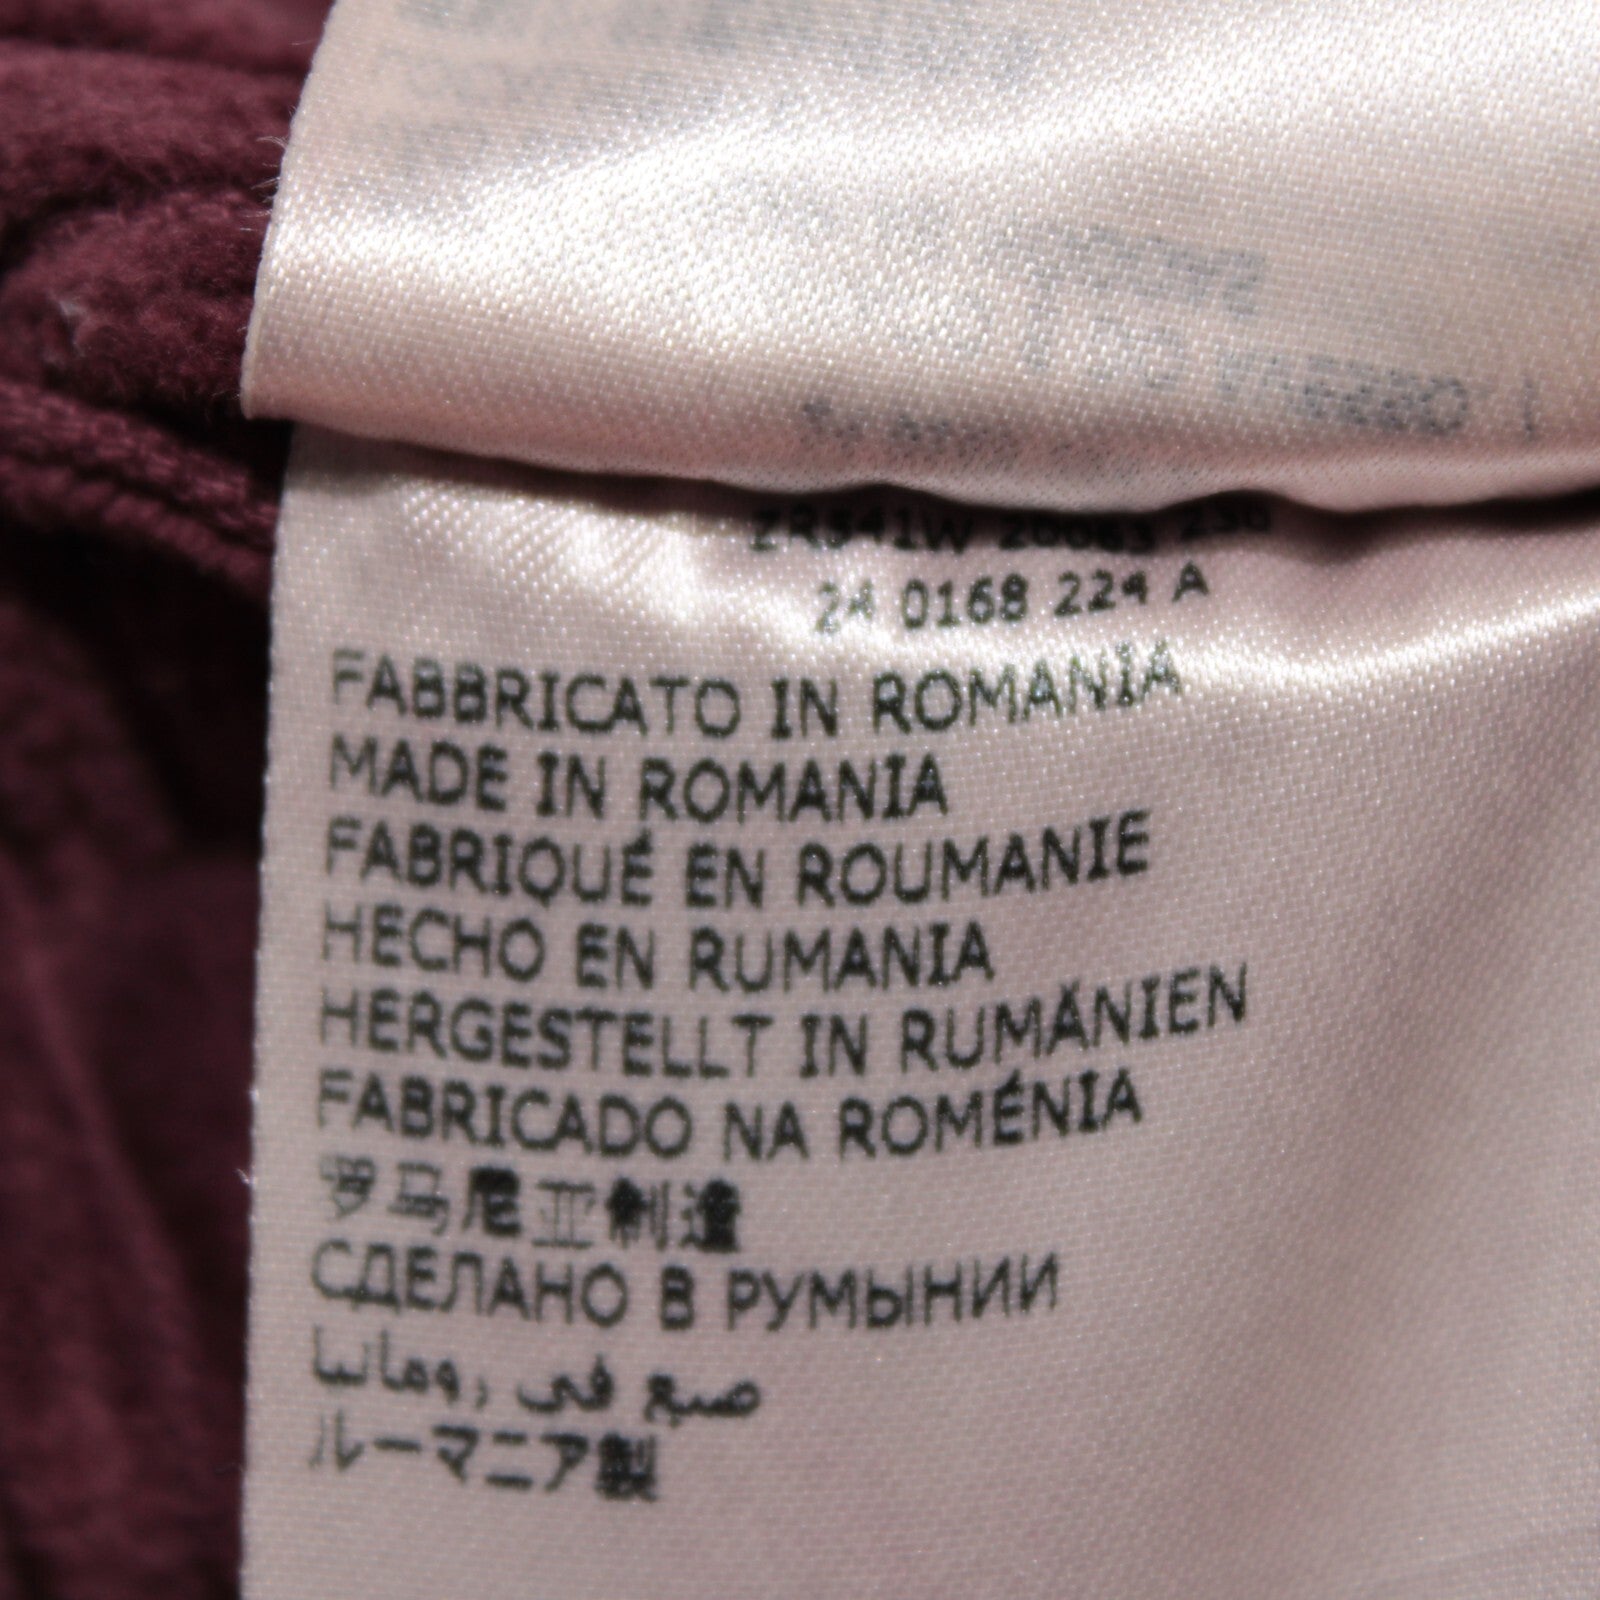 24 0168 224 A
FABBRICATO IN ROMANIA
MADE IN ROMANIA
FABRIQUÉ EN ROUMANIE
HECHO EN RUMANIA
HERGESTELLT IN RUMÄNIEN
FABRICADO NA ROMÉNIA
罗马尼亚制造
СДЕЛАНО В РУМЫНИИ
صنع في رومانيا
ルーマニア製